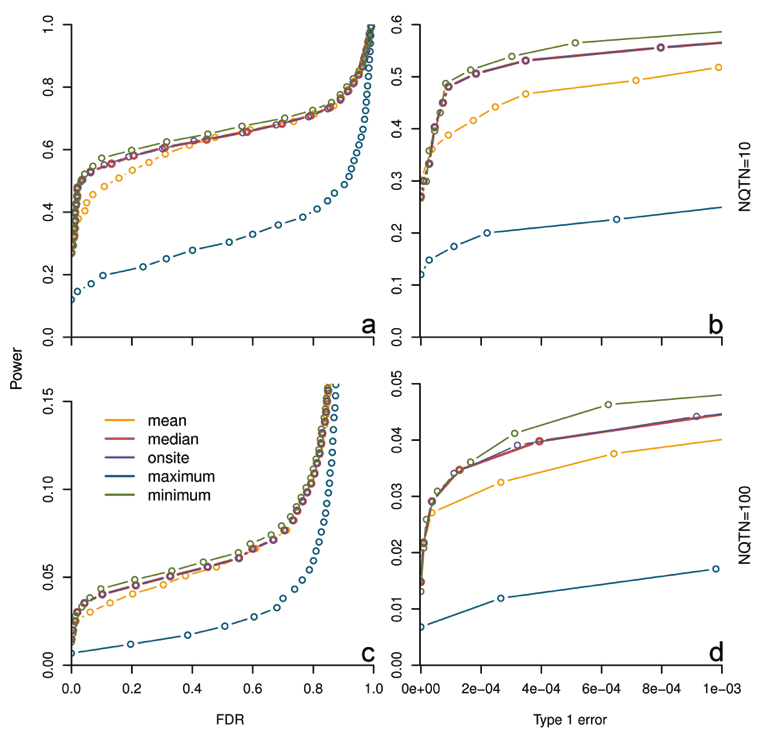 1.0
0.8
0.6
0.4
0.2
0.0
a
0.6
0.5
0.4
0.3
0.2
0.1
0.0
b
NQTN=10
Power
0.15
0.10
0.05
0.00
mean
median
onsite
maximum
minimum
c
0.0 0.2 0.4 0.6 0.8 1.0
FDR
0.05
0.04
0.03
0.02
0.01
0.00
d
NQTN=100
0e+00 2e-04 4e-04 6e-04 8e-04 1e-03
Type 1 error